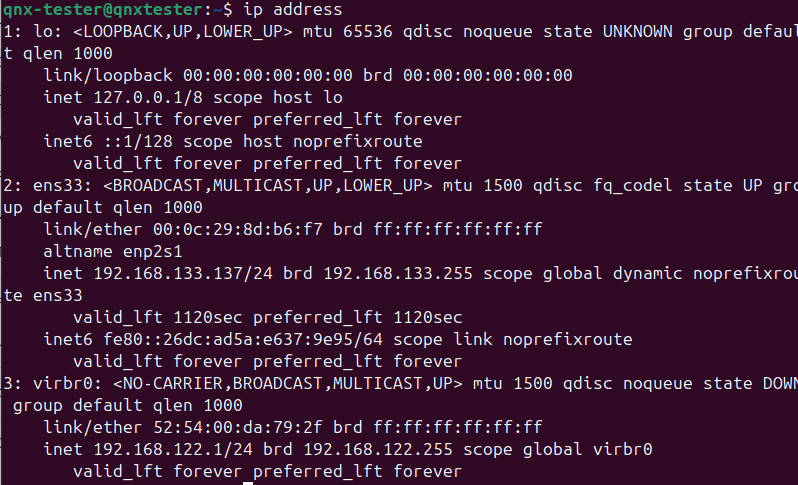 qnx-tester@qnxtester:~$ ip address
1: lo: <LOOPBACK,UP,LOWER_UP> mtu 65536 qdisc noqueue state UNKNOWN group defaul
t qlen 1000
    link/loopback 00:00:00:00:00:00 brd 00:00:00:00:00:00
    inet 127.0.0.1/8 scope host lo
       valid_lft forever preferred_lft forever
    inet6 ::1/128 scope host noprefixroute
       valid_lft forever preferred_lft forever
2: ens33: <BROADCAST,MULTICAST,UP,LOWER_UP> mtu 1500 qdisc fq_codel state UP gro
up default qlen 1000
    link/ether 00:0c:29:8d:b6:f7 brd ff:ff:ff:ff:ff:ff
    altname enp2s1
    inet 192.168.133.137/24 brd 192.168.133.255 scope global dynamic noprefixrou
te ens33
       valid_lft 1120sec preferred_lft 1120sec
    inet6 fe80::26dc:ad5a:e637:9e95/64 scope link noprefixroute
       valid_lft forever preferred_lft forever
3: virbr0: <NO-CARRIER,BROADCAST,MULTICAST,UP> mtu 1500 qdisc noqueue state DOWN
 group default qlen 1000
    link/ether 52:54:00:da:79:2f brd ff:ff:ff:ff:ff:ff
    inet 192.168.122.1/24 brd 192.168.122.255 scope global virbr0
       valid_lft forever preferred_lft forever